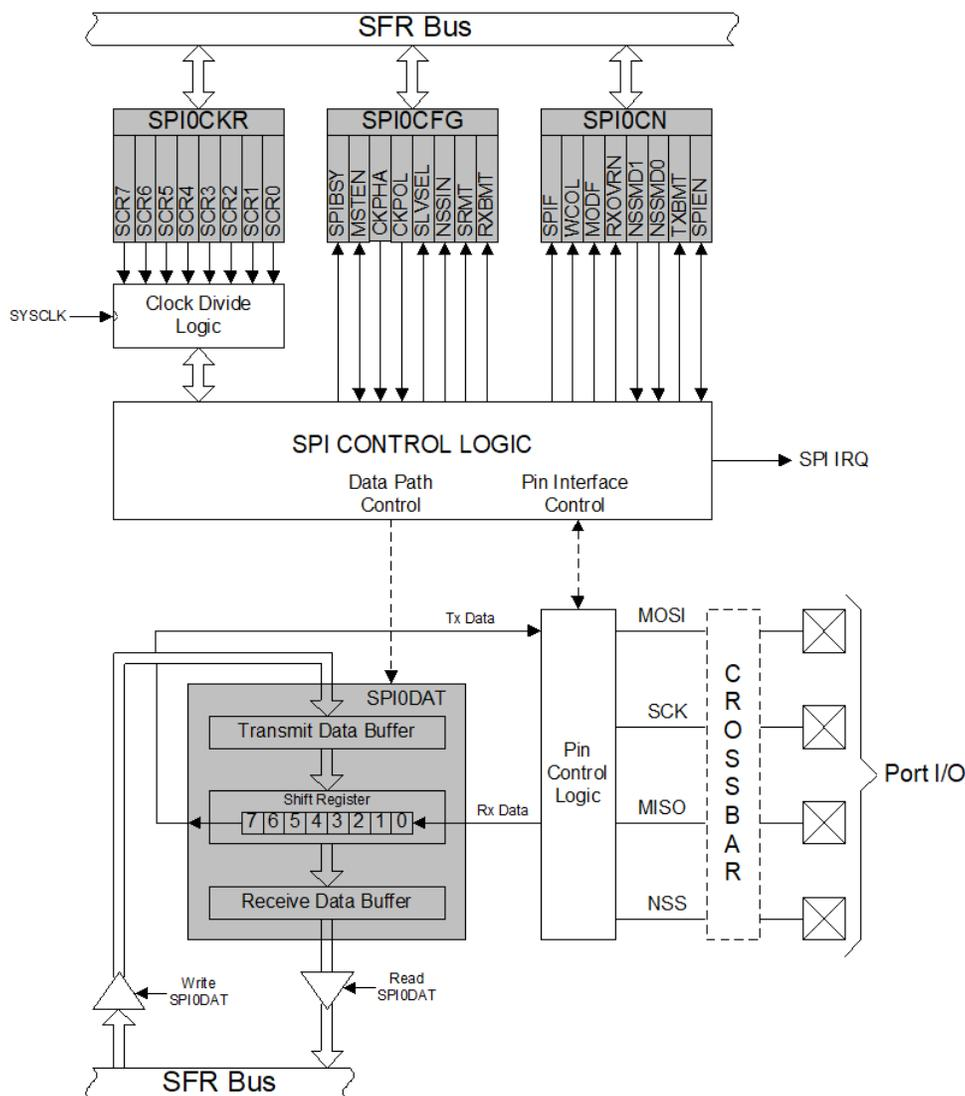 SFR Bus
SPI0CKR
SPI0CFG
SPI0CN
SCR7
SCR6
SCR5
SCR4
SCR3
SCR2
SCR1
SCR0
SPIBSY
MSTEN
CKPHA
CKPOL
SLVSEL
NSSIN
SRMT
RXBMT
SPIF
WCOL
MODF
RXOVRN
NSSMD1
NSSMD0
TXBMT
SPIEN
SYSCLK
Clock Divide
Logic
SPI CONTROL LOGIC
SPI IRQ
Data Path
Control
Pin Interface
Control
Tx Data
MOSI
SPI0DAT
Transmit Data Buffer
SCK
Pin
Control
Logic
CROSSBAR
Port I/O
Shift Register
7 6 5 4 3 2 1 0
Rx Data
MISO
Receive Data Buffer
NSS
Write
SPI0DAT
Read
SPI0DAT
SFR Bus